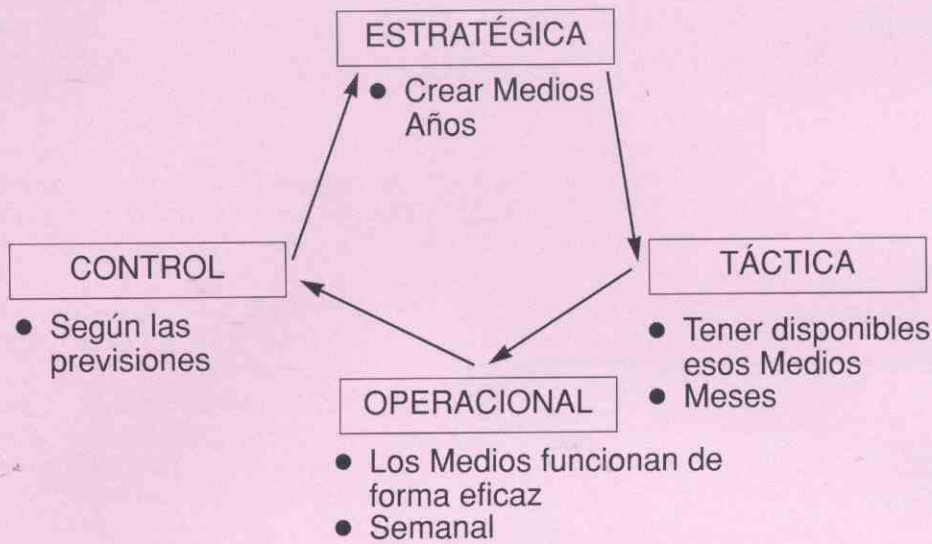 ESTRATÉGICA
● Crear Medios
Años
CONTROL
● Según las
previsiones
TÁCTICA
● Tener disponibles
esos Medios
● Meses
OPERACIONAL
● Los Medios funcionan de
forma eficaz
● Semanal